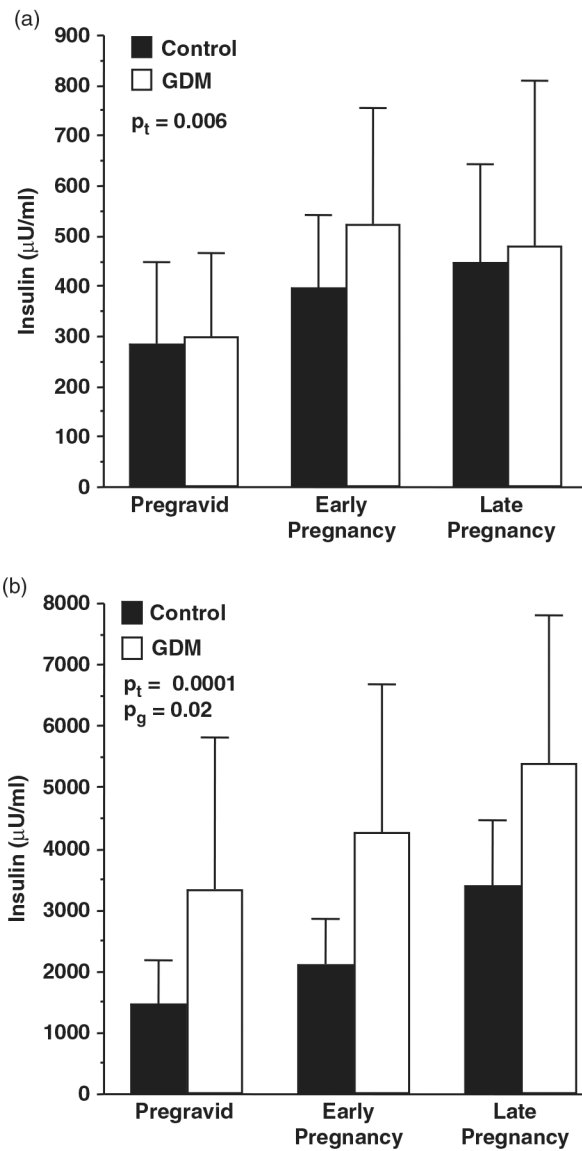 (a)
900
800
700
600
500
400
300
200
100
0
Insulin (μU/ml)
Control
GDM
pt = 0.006
Pregravid
Early
Pregnancy
Late
Pregnancy
(b)
8000
7000
6000
5000
4000
3000
2000
1000
0
Insulin (μU/ml)
Control
GDM
pt = 0.0001
pg = 0.02
Pregravid
Early
Pregnancy
Late
Pregnancy